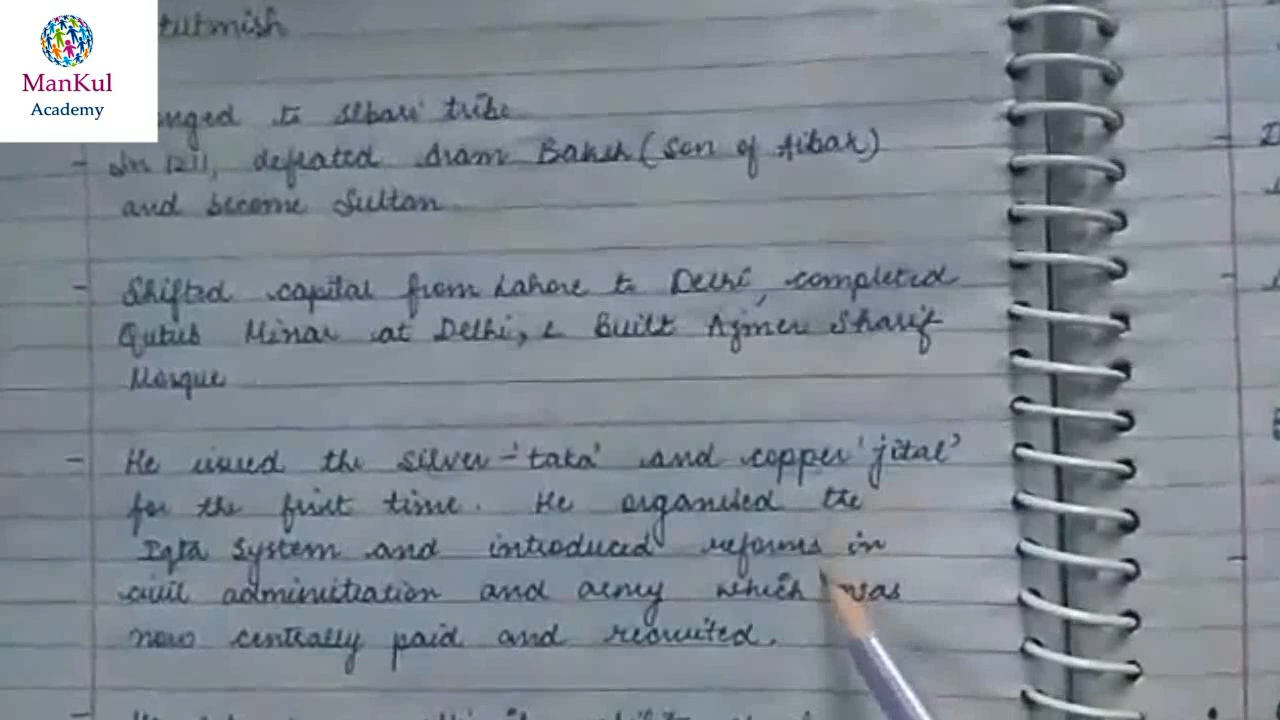 ManKul
Academy
tutmish
onged to Ilbari tribe
- In 1211, defeated Aram Baksh (Son of Aibak)
and become Sultan
- Shifted capital from Lahore to Delhi, completed
Qutub Minar at Delhi, & Built Ajmer Sharif
Mosque
- He issued the silver-'taka' and copper 'jital'
for the first time. He organised the
Iqta System and introduced reforms in
civil administration and army which was
now centrally paid and recruited.